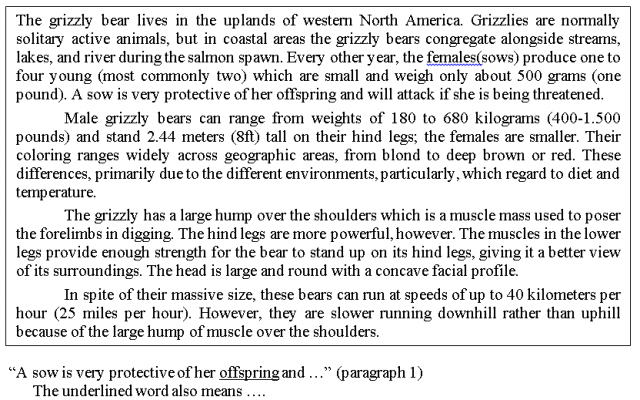 The grizzly bear lives in the uplands of western North America. Grizzlies are normally
solitary active animals, but in coastal areas the grizzly bears congregate alongside streams,
lakes, and river during the salmon spawn. Every other year, the females(sows) produce one to
four young (most commonly two) which are small and weigh only about 500 grams (one
pound). A sow is very protective of her offspring and will attack if she is being threatened.
Male grizzly bears can range from weights of 180 to 680 kilograms (400-1.500
pounds) and stand 2.44 meters (8ft) tall on their hind legs; the females are smaller. Their
coloring ranges widely across geographic areas, from blond to deep brown or red. These
differences, primarily due to the different environments, particularly, which regard to diet and
temperature.
The grizzly has a large hump over the shoulders which is a muscle mass used to poser
the forelimbs in digging. The hind legs are more powerful, however. The muscles in the lower
legs provide enough strength for the bear to stand up on its hind legs, giving it a better view
of its surroundings. The head is large and round with a concave facial profile.
In spite of their massive size, these bears can run at speeds of up to 40 kilometers per
hour (25 miles per hour). However, they are slower running downhill rather than uphill
because of the large hump of muscle over the shoulders.
“A sow is very protective of her offspring and …” (paragraph 1)
The underlined word also means ….